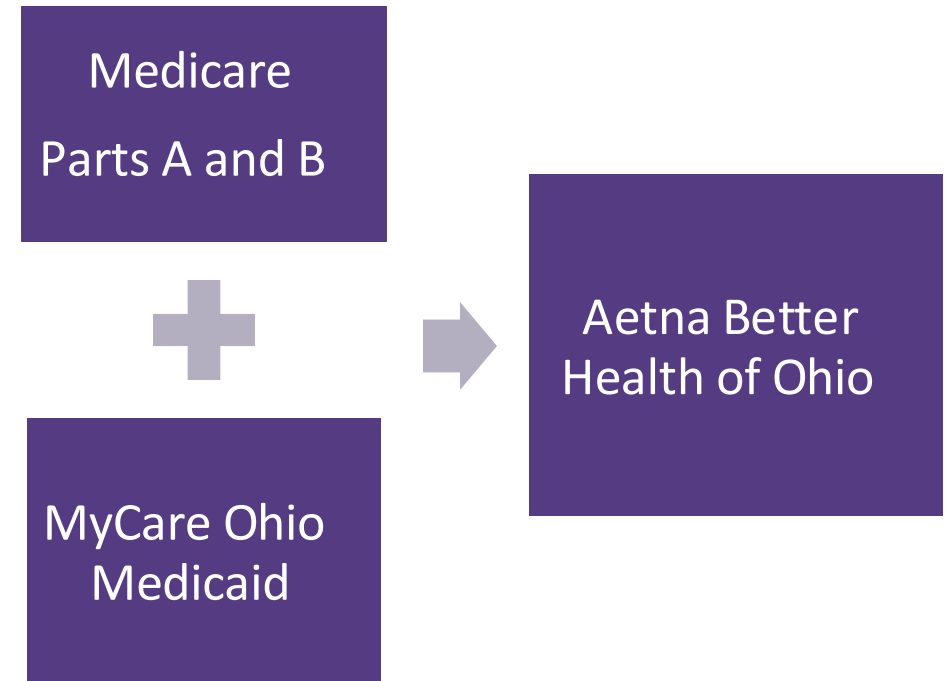 Medicare
Parts A and B
Aetna Better
Health of Ohio
MyCare Ohio
Medicaid